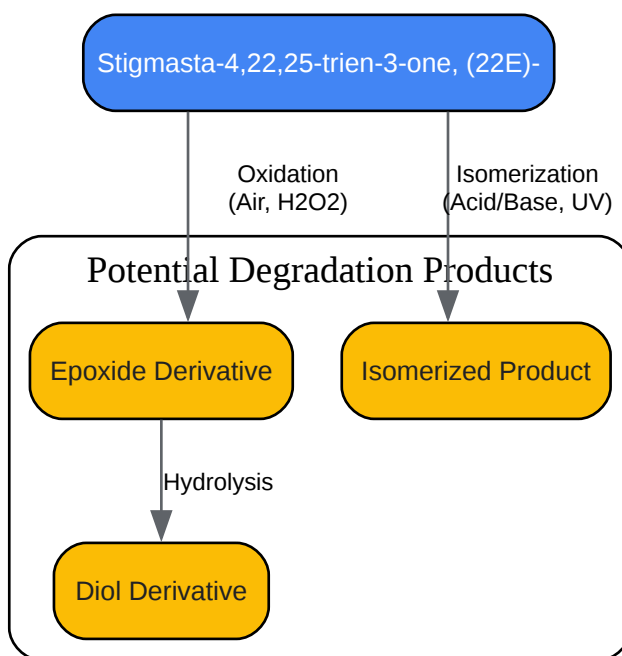 Stigmasta-4,22,25-trien-3-one, (22E)-
Oxidation
(Air, H2O2)
Isomerization
(Acid/Base, UV)
Potential Degradation Products
Epoxide Derivative
Isomerized Product
Hydrolysis
Diol Derivative